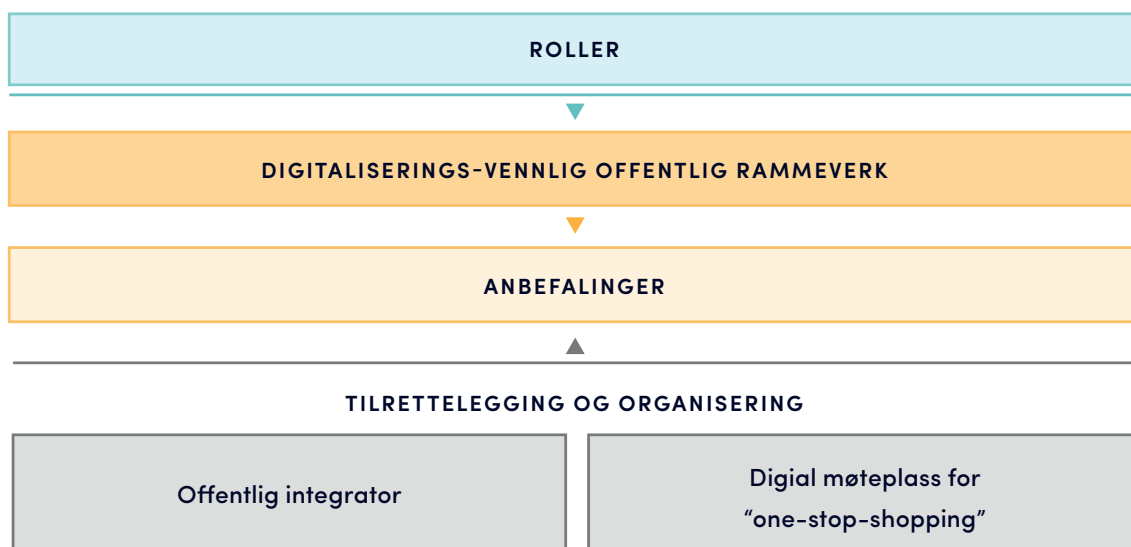 ROLLER
DIGITALISERINGS-VENNLIG OFFENTLIG RAMMEVERK
ANBEFALINGER
TILRETTELEGGING OG ORGANISERING
Offentlig integrator
Digial møteplass for
“one-stop-shopping”